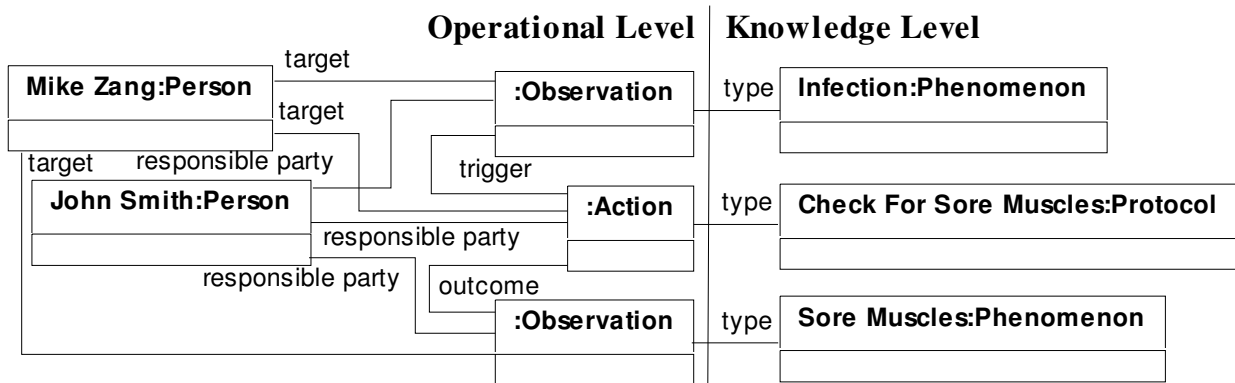 Operational Level
Knowledge Level
target
Mike Zang:Person
:Observation
type
Infection:Phenomenon
target
target
responsible party
trigger
John Smith:Person
:Action
type
Check For Sore Muscles:Protocol
responsible party
responsible party
outcome
:Observation
type
Sore Muscles:Phenomenon